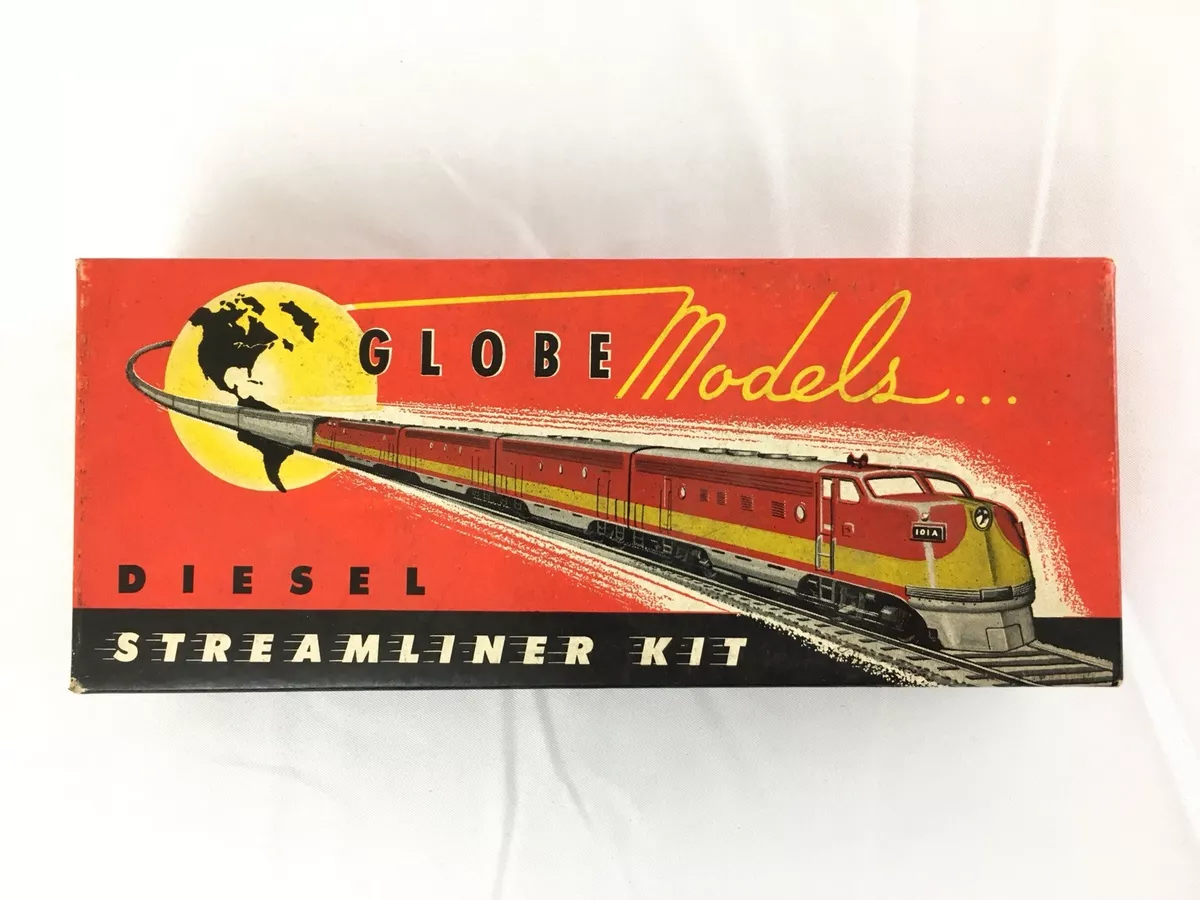 GLOBE Models...
101A
DIESEL
STREAMLINER KIT